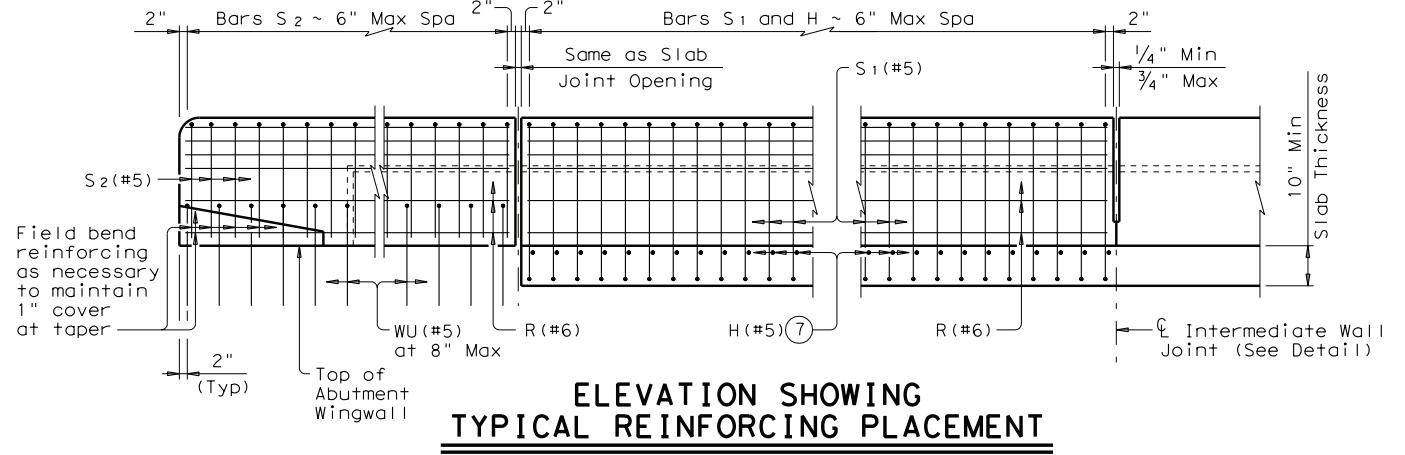 2"
Bars S2 ~ 6" Max Spa
2"
2"
Bars S1 and H ~ 6" Max Spa
2"
Same as Slab
Joint Opening
S1(#5)
1/4" Min
3/4" Max
10" Min
Slab Thickness
S2(#5)
Field bend
reinforcing
as necessary
to maintain
1" cover
at taper
WU(#5)
at 8" Max
R(#6)
H(#5) 7
R(#6)
℄ Intermediate Wall
Joint (See Detail)
2"
(Typ)
Top of
Abutment
Wingwall
ELEVATION SHOWING
TYPICAL REINFORCING PLACEMENT